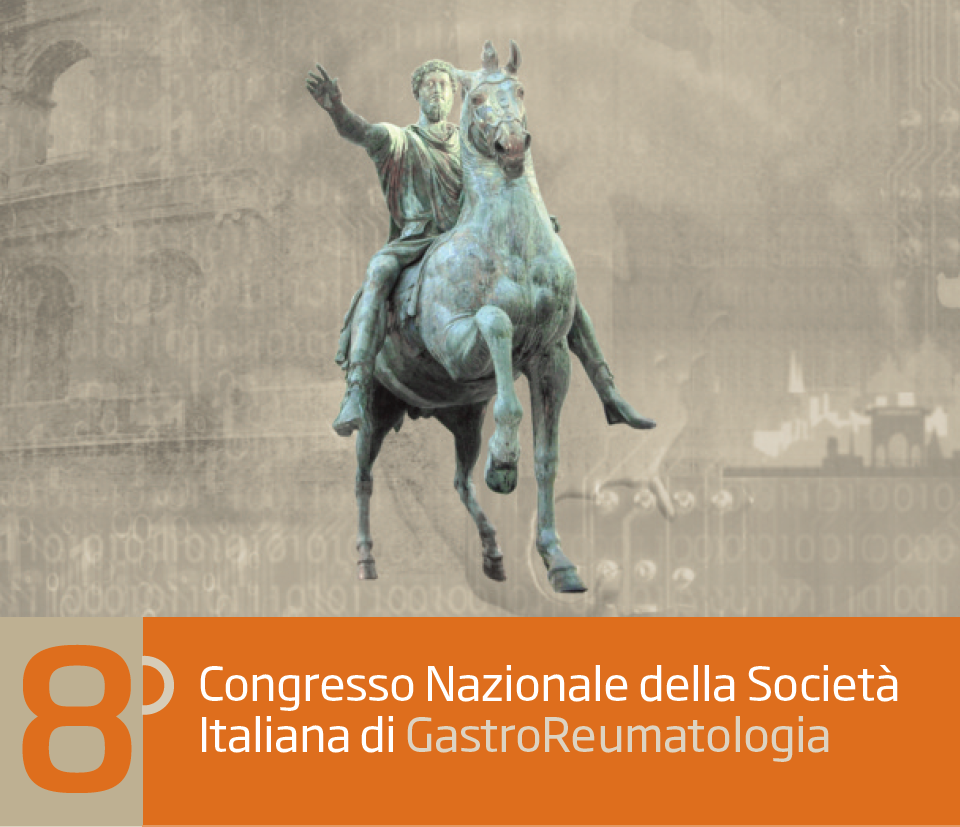 8°
Congresso Nazionale della Società
Italiana di GastroReumatologia